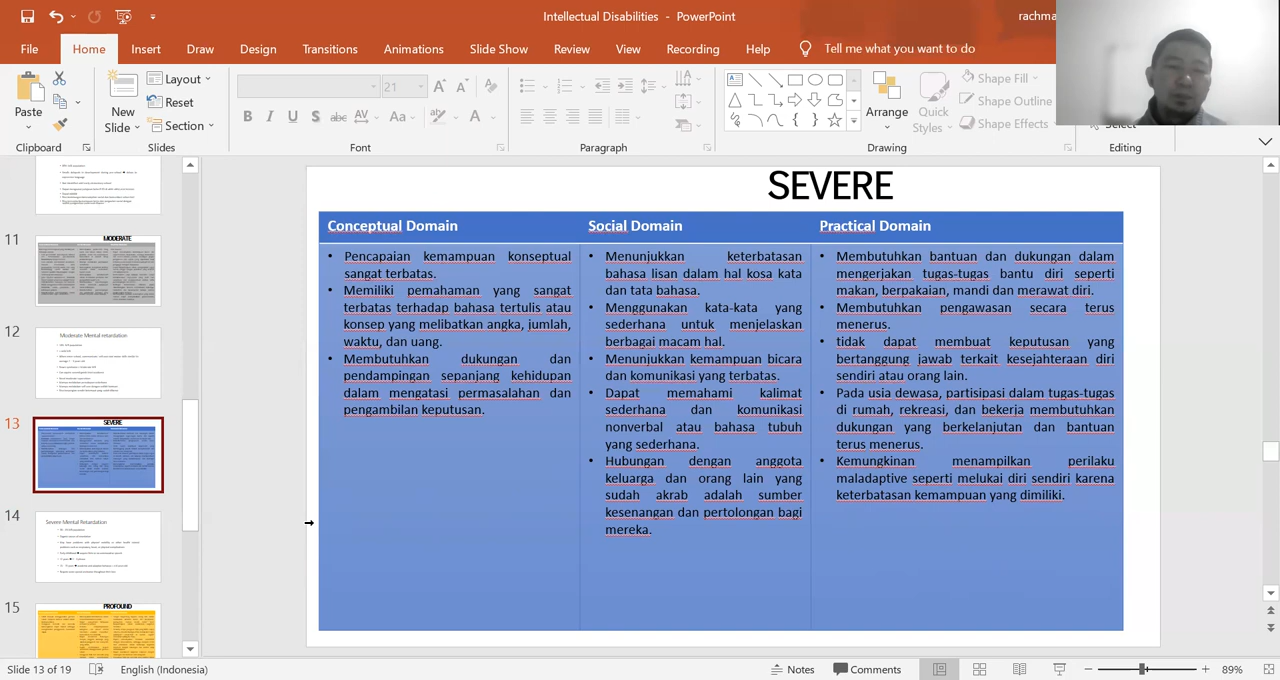 Intellectual Disabilities - PowerPoint
rachma
File
Home
Insert
Draw
Design
Transitions
Animations
Slide Show
Review
View
Recording
Help
Tell me what you want to do
Paste
Clipboard
New
Slide
Layout
Reset
Section
Slides
21
Font
Paragraph
Arrange
Quick
Styles
Shape Fill
Shape Outline
Shape Effects
Drawing
Select
Editing
11
MODERATE
12
Moderate Mental retardation
13
SEVERE
14
Severe Mental Retardation
15
PROFOUND
SEVERE
Conceptual Domain
• Pencapaian kemampuan konseptual
sangat terbatas.
• Memiliki pemahaman yang sangat
terbatas terhadap bahasa tertulis atau
konsep yang melibatkan angka, jumlah,
waktu, dan uang.
• Membutuhkan dukungan dan
pendampingan sepanjang kehidupan
dalam mengatasi permasalahan dan
pengambilan keputusan.
Social Domain
• Menunjukkan keterbatasan
bahasa lisan dalam hal kosa kata
dan tata bahasa.
• Menggunakan kata-kata yang
sederhana untuk menjelaskan
berbagai macam hal.
• Menunjukkan kemampuan bicara
dan komunikasi yang terbatas.
• Dapat memahami kalimat
sederhana dan komunikasi
nonverbal atau bahasa tubuh
yang sederhana.
• Hubungan dengan anggota
keluarga dan orang lain yang
sudah akrab adalah sumber
kesenangan dan pertolongan bagi
mereka.
Practical Domain
• Membutuhkan bantuan dan dukungan dalam
mengerjakan tugas-tugas bantu diri seperti
makan, berpakaian, mandi dan merawat diri.
• Membutuhkan pengawasan secara terus
menerus.
• tidak dapat membuat keputusan yang
bertanggung jawab terkait kesejahteraan diri
sendiri atau orang lain.
• Pada usia dewasa, partisipasi dalam tugas-tugas
di rumah, rekreasi, dan bekerja membutuhkan
dukungan yang berkelanjutan dan bantuan
terus menerus.
• Kemungkinan menampilkan perilaku
maladaptive seperti melukai diri sendiri karena
keterbatasan kemampuan yang dimiliki.
Slide 13 of 19
English (Indonesia)
Notes
Comments
89%